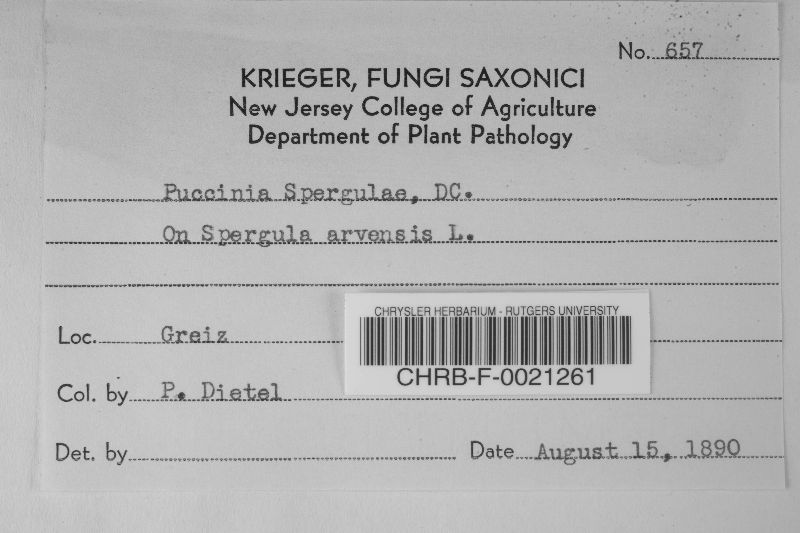 No. 657
KRIEGER, FUNGI SAXONICI
New Jersey College of Agriculture
Department of Plant Pathology
Puccinia Spergulae, DC.
On Spergula arvensis L.
Loc. Greiz
CHRYSLER HERBARIUM - RUTGERS UNIVERSITY
CHRB-F-0021261
Col. by P. Dietel
Det. by
Date August 15, 1890